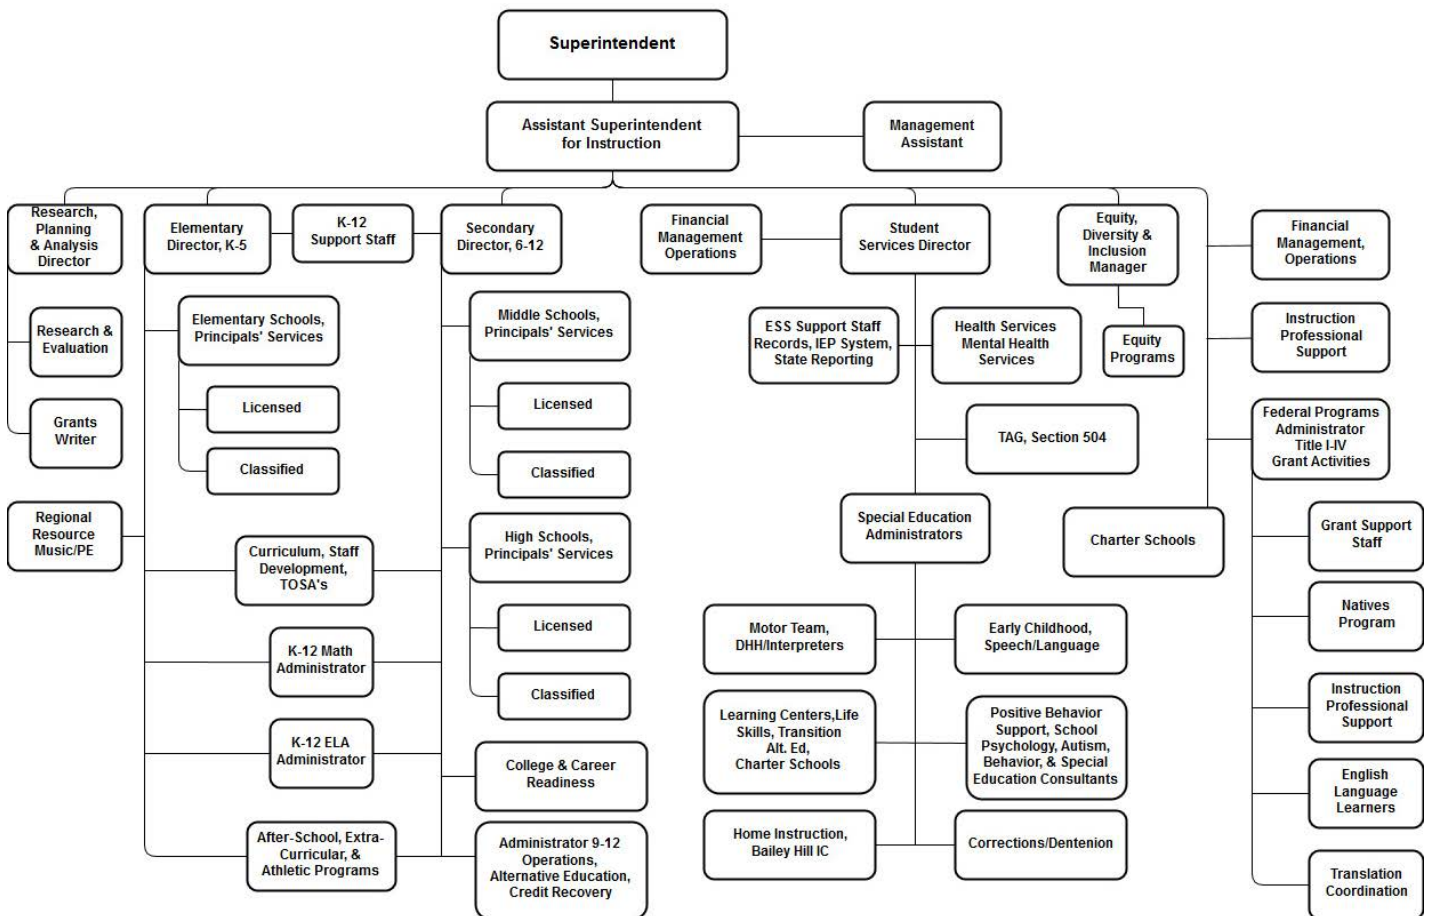 Superintendent
Assistant Superintendent
for Instruction
Management
Assistant
Research,
Planning
& Analysis
Director
Elementary
Director, K-5
K-12
Support Staff
Secondary
Director, 6-12
Financial
Management
Operations
Student
Services Director
Equity,
Diversity &
Inclusion
Manager
Financial
Management,
Operations
Research &
Evaluation
Grants
Writer
Elementary Schools,
Principals' Services
Licensed
Classified
Middle Schools,
Principals' Services
Licensed
Classified
ESS Support Staff
Records, IEP System,
State Reporting
Health Services
Mental Health
Services
Equity
Programs
Instruction
Professional
Support
TAG, Section 504
Federal Programs
Administrator
Title I-IV
Grant Activities
Regional
Resource
Music/PE
Curriculum, Staff
Development,
TOSA's
High Schools,
Principals' Services
Licensed
Classified
Special Education
Administrators
Charter Schools
Grant Support
Staff
Natives
Program
K-12 Math
Administrator
Motor Team,
DHH/Interpreters
Early Childhood,
Speech/Language
Instruction
Professional
Support
K-12 ELA
Administrator
College & Career
Readiness
Learning Centers,Life
Skills, Transition
Alt. Ed,
Charter Schools
Positive Behavior
Support, School
Psychology, Autism,
Behavior, & Special
Education Consultants
English
Language
Learners
After-School, Extra-
Curricular, &
Athletic Programs
Administrator 9-12
Operations,
Alternative Education,
Credit Recovery
Home Instruction,
Bailey Hill IC
Corrections/Dentenion
Translation
Coordination